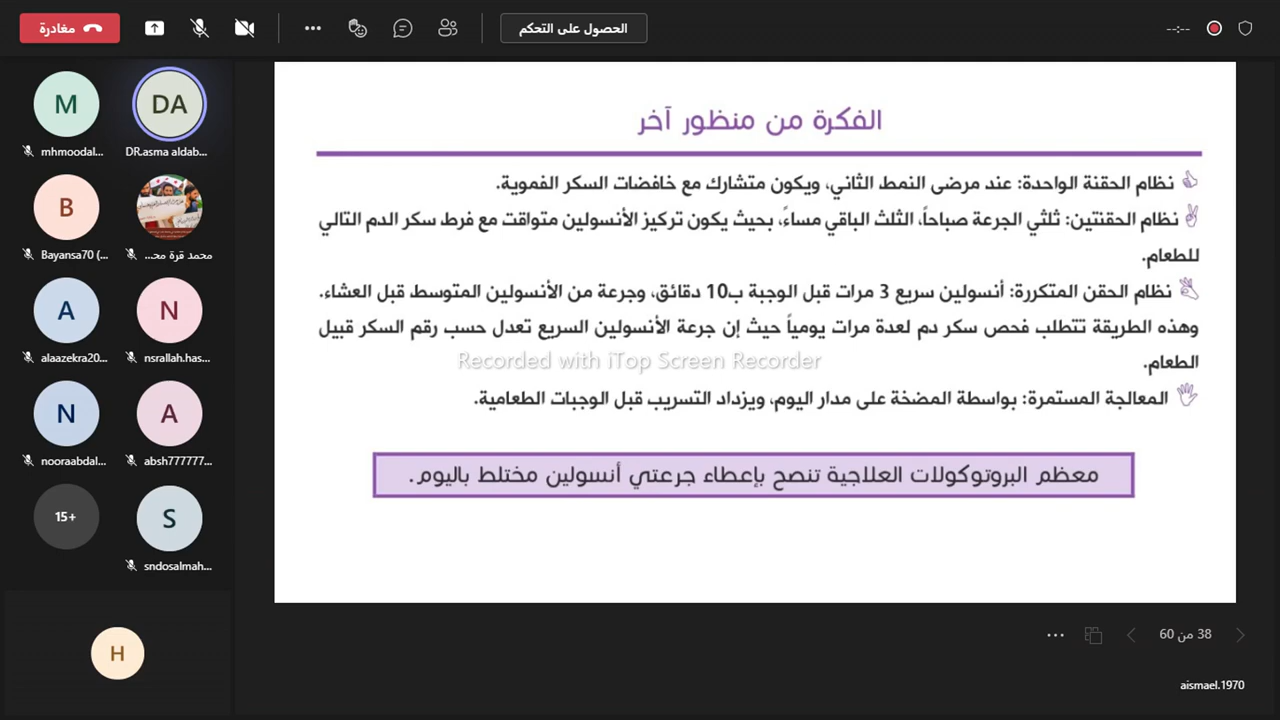 مغادرة
الحصول على التحكم
--:--
M
DA
mhmoodal...
DR.asma aldab...
الفكرة من منظور آخر
نظام الحقنة الواحدة: عند مرضى النمط الثاني، ويكون متشارك مع خافضات السكر الفموية.
نظام الحقنتين: ثلثي الجرعة صباحاً، الثلث الباقي مساءً، بحيث يكون تركيز الأنسولين متواقت مع فرط سكر الدم التالي
للطعام.
نظام الحقن المتكررة: أنسولين سريع 3 مرات قبل الوجبة ب10 دقائق، وجرعة من الأنسولين المتوسط قبل العشاء.
وهذه الطريقة تتطلب فحص سكر دم لعدة مرات يومياً حيث إن جرعة الأنسولين السريع تعدل حسب رقم السكر قبيل
الطعام.
Recorded with iTop Screen Recorder
المعالجة المستمرة: بواسطة المضخة على مدار اليوم، ويزداد التسريب قبل الوجبات الطعامية.
معظم البروتوكولات العلاجية تنصح بإعطاء جرعتي أنسولين مختلط باليوم.
B
Bayansa70 (...
محمد قرة مح...
A
N
alaazekra20...
nsrallah.has...
N
A
nooraabdal...
absh777777...
15+
S
sndosalmah...
H
38 من 60
aismael.1970